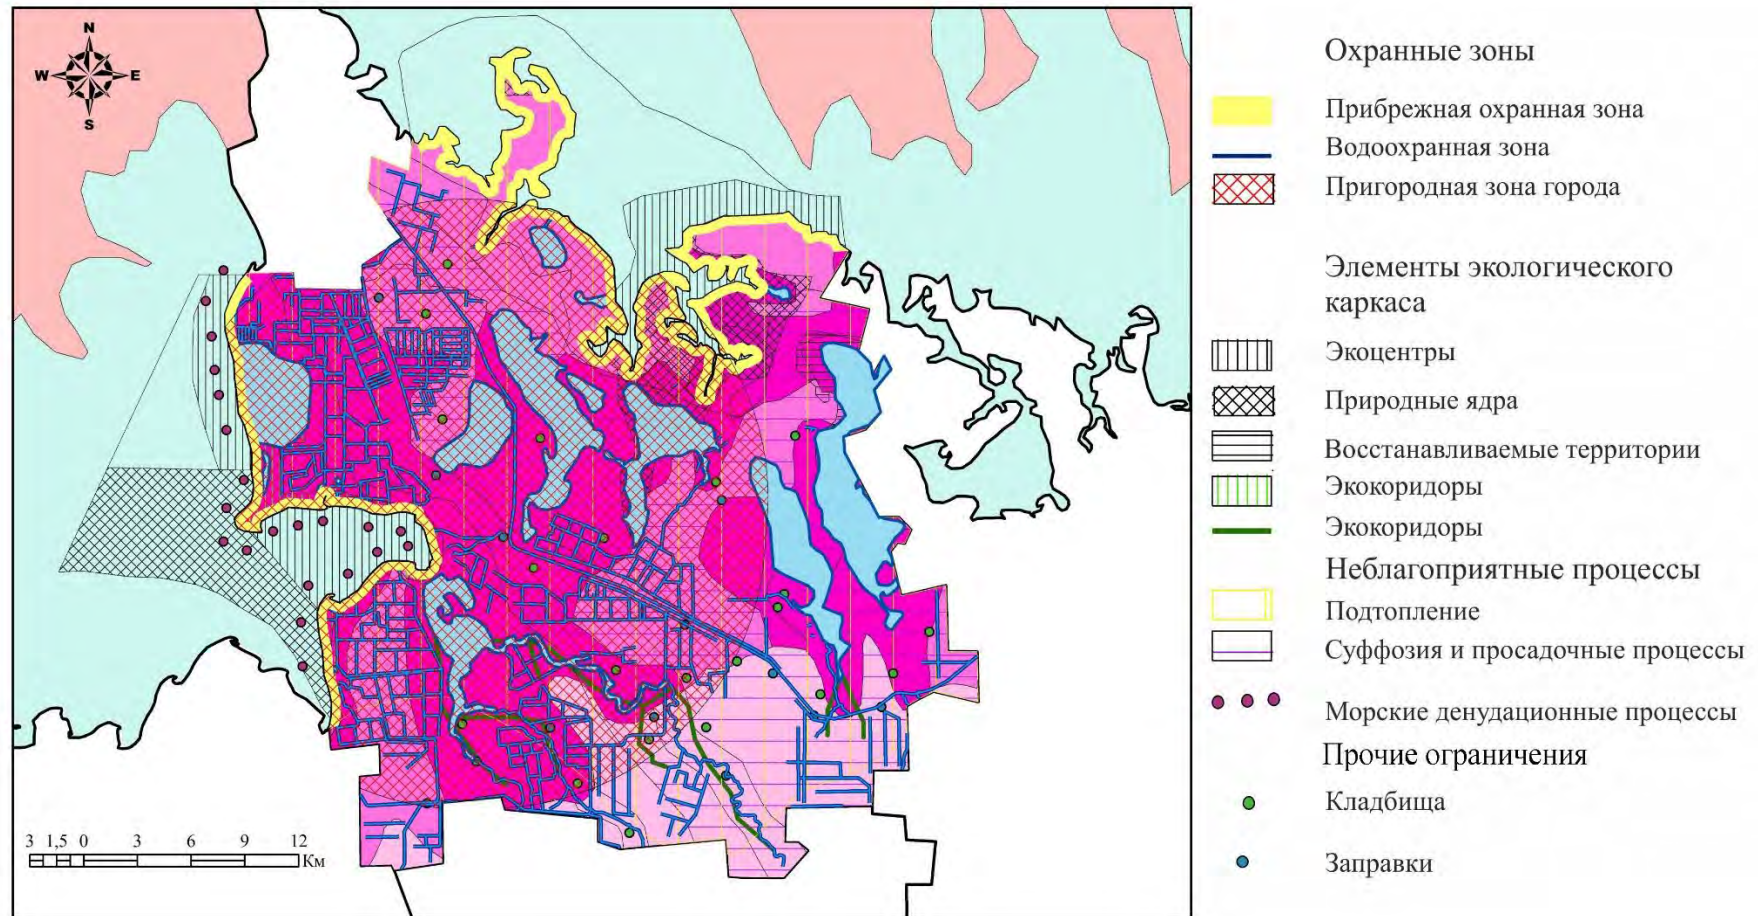 N
W E
S
3 1,5 0 3 6 9 12
Км
Охранные зоны
Прибрежная охранная зона
Водоохранная зона
Пригородная зона города
Элементы экологического
каркаса
Экоцентры
Природные ядра
Восстанавливаемые территории
Экокоридоры
Экокоридоры
Неблагоприятные процессы
Подтопление
Суффозия и просадочные процессы
Морские денудационные процессы
Прочие ограничения
Кладбища
Заправки